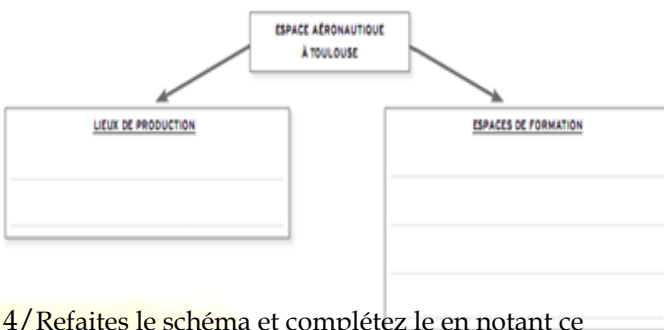 ESPACE AÉRONAUTIQUE
À TOULOUSE
LIEUX DE PRODUCTION
ESPACES DE FORMATION
4/Refaites le schéma et complétez le en notant ce